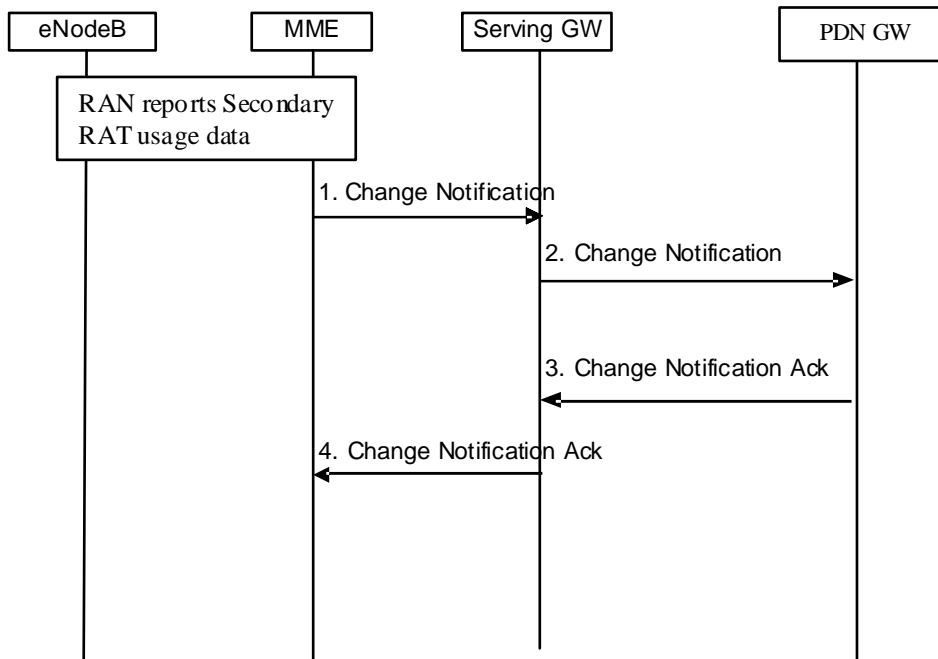 eNodeB
MME
Serving GW
PDN GW
RAN reports Secondary
RAT usage data
1. Change Notification
2. Change Notification
3. Change Notification Ack
4. Change Notification Ack